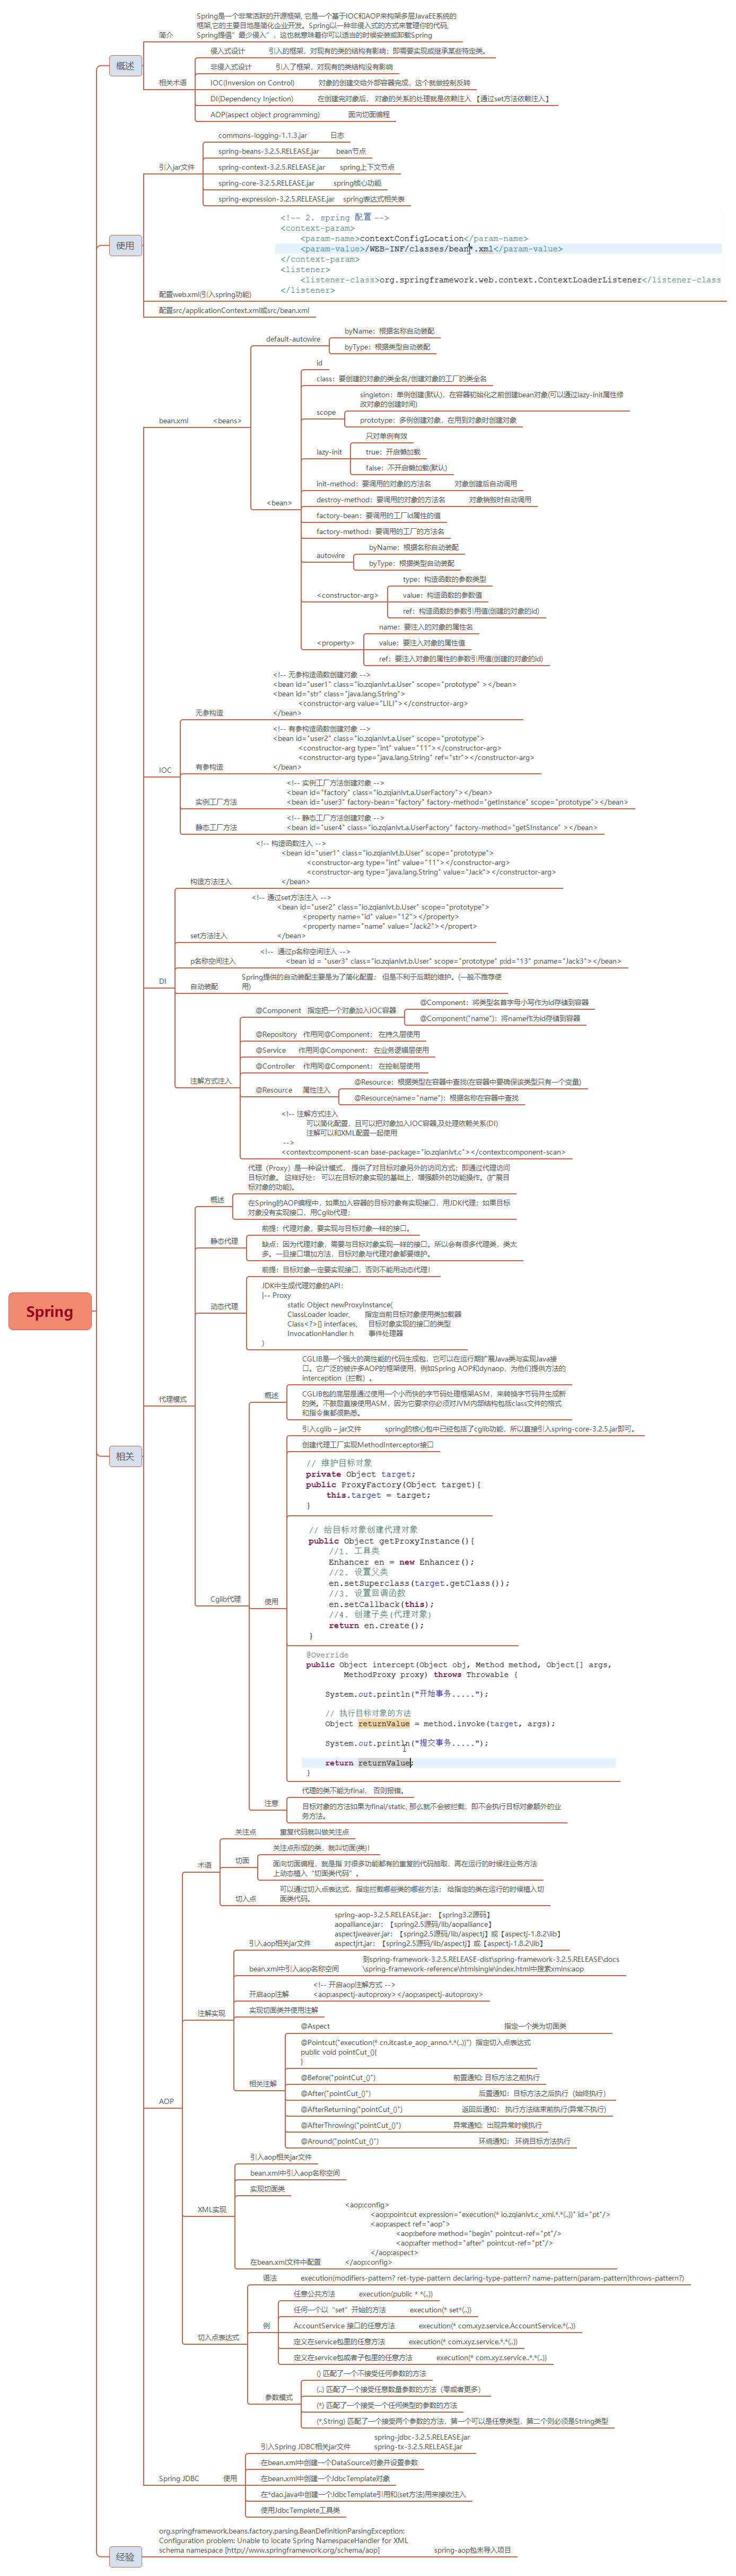 Spring
概述
简介
Spring是一个非常活跃的开源框架, 它是一个基于IOC和AOP来构架多层JavaEE系统的
框架,它的主要目地是简化企业开发。Spring以一种非侵入式的方式来管理你的代码,
Spring提倡”最少侵入”, 这也就意味着你可以适当的时候安装或卸载Spring
相关术语
侵入式设计 引入的框架, 对现有的类的结构有影响; 即需要实现或继承某些特定类。
非侵入式设计 引入了框架, 对现有的类结构没有影响
IOC(Inversion on Control) 对象的创建交给外部容器完成, 这个就做控制反转
DI(Dependency Injection) 在创建完对象后, 对象的关系的处理就是依赖注入 【通过set方法依赖注入】
AOP(aspect object programming) 面向切面编程
使用
引入jar文件
commons-logging-1.1.3.jar 日志
spring-beans-3.2.5.RELEASE.jar bean节点
spring-context-3.2.5.RELEASE.jar spring上下文节点
spring-core-3.2.5.RELEASE.jar spring核心功能
spring-expression-3.2.5.RELEASE.jar spring表达式相关表
配置web.xml(引入spring功能)
<!-- 2. spring 配置 -->
<context-param>
<param-name>contextConfigLocation</param-name>
<param-value>/WEB-INF/classes/bean*.xml</param-value>
</context-param>
<listener>
<listener-class>org.springframework.web.context.ContextLoaderListener</listener-class
</listener>
配置src/applicationContext.xml或src/bean.xml
相关
bean.xml
<beans>
default-autowire
byName: 根据名称自动装配
byType: 根据类型自动装配
<bean>
id
class: 要创建的对象的类全名/创建对象的工厂的类全名
scope
singleton: 单例创建(默认), 在容器初始化之前创建bean对象(可以通过lazy-init属性修
改对象的创建时间)
prototype: 多例创建对象, 在用到对象时创建对象
lazy-init
只对单例有效
true: 开启懒加载
false: 不开启懒加载(默认)
init-method: 要调用的对象的方法名 对象创建后自动调用
destroy-method: 要调用的对象的方法名 对象销毁时自动调用
factory-bean: 要调用的工厂id属性的值
factory-method: 要调用的工厂的方法名
autowire
byName: 根据名称自动装配
byType: 根据类型自动装配
<constructor-arg>
type: 构造函数的参数类型
value: 构造函数的参数值
ref: 构造函数的参数引用值(创建的对象的id)
<property>
name: 要注入的对象的属性名
value: 要注入对象的属性值
ref: 要注入对象的属性的参数引用值(创建的对象的id)
IOC
无参构造
<!-- 无参构造函数创建对象 -->
<bean id="user1" class="io.zqianlvt.a.User" scope="prototype" ></bean>
<bean id="str" class="java.lang.String">
<constructor-arg value="LILI"></constructor-arg>
</bean>
有参构造
<!-- 有参构造函数创建对象 -->
<bean id="user2" class="io.zqianlvt.a.User" scope="prototype">
<constructor-arg type="int" value="11"></constructor-arg>
<constructor-arg type="java.lang.String" ref="str"></constructor-arg>
</bean>
实例工厂方法
<!-- 实例工厂方法创建对象 -->
<bean id="factory" class="io.zqianlvt.a.UserFactory"></bean>
<bean id="user3" factory-bean="factory" factory-method="getInstance" scope="prototype"></bean>
静态工厂方法
<!-- 静态工厂方法创建对象 -->
<bean id="user4" class="io.zqianlvt.a.UserFactory" factory-method="getSInstance" ></bean>
DI
构造方法注入
<!-- 构造函数注入 -->
<bean id="user1" class="io.zqianlvt.b.User" scope="prototype">
<constructor-arg type="int" value="11"></constructor-arg>
<constructor-arg type="java.lang.String" value="Jack"></constructor-arg>
</bean>
set方法注入
<!-- 通过set方法注入 -->
<bean id="user2" class="io.zqianlvt.b.User" scope="prototype">
<property name="id" value="12"></property>
<property name="name" value="Jack2"></propert>
</bean>
p名称空间注入
<!-- 通过p名称空间注入 -->
<bean id = "user3" class="io.zqianlvt.b.User" scope="prototype" p:id="13" p:name="Jack3"></bean>
自动装配
Spring提供的自动装配主要是为了简化配置; 但是不利于后期的维护。(一般不推荐使
用)
注解方式注入
@Component 指定把一个对象加入IOC容器
@Component: 将类型名首字母小写作为id存储到容器
@Component("name"): 将name作为id存储到容器
@Repository 作用同@Component; 在持久层使用
@Service 作用同@Component; 在业务逻辑层使用
@Controller 作用同@Component; 在控制层使用
@Resource 属性注入
@Resource: 根据类型在容器中查找(在容器中要确保该类型只有一个变量)
@Resource(name="name"): 根据名称在容器中查找
<!-- 注解方式注入
可以简化配置, 且可以把对象加入IOC容器,及处理依赖关系(DI)
注解可以和XML配置一起使用
-->
<context:component-scan base-package="io.zqianlvt.c"></context:component-scan>
代理模式
概述
代理（Proxy）是一种设计模式, 提供了对目标对象另外的访问方式; 即通过代理访问
目标对象。 这样好处: 可以在目标对象实现的基础上, 增强额外的功能操作。(扩展目
标对象的功能)。
在Spring的AOP编程中, 如果加入容器的目标对象有实现接口, 用JDK代理; 如果目标
对象没有实现接口, 用Cglib代理;
静态代理
前提: 代理对象, 要实现与目标对象一样的接口。
缺点: 因为代理对象, 需要与目标对象实现一样的接口。所以会有很多代理类, 类太
多。一旦接口增加方法, 目标对象与代理对象都要维护。
动态代理
前提: 目标对象一定要实现接口, 否则不能用动态代理!
JDK中生成代理对象的API:
|-- Proxy
static Object newProxyInstance(
ClassLoader loader, 指定当前目标对象使用类加载器
Class<?>[] interfaces, 目标对象实现的接口的类型
InvocationHandler h 事件处理器
)
Cglib代理
概述
CGLIB是一个强大的高性能的代码生成包, 它可以在运行期扩展Java类与实现Java接
口。它广泛的被许多AOP的框架使用, 例如Spring AOP和dynaop, 为他们提供方法的
interception（拦截）。
CGLIB包的底层是通过使用一个小而快的字节码处理框架ASM, 来转换字节码并生成新
的类。不鼓励直接使用ASM, 因为它要求你必须对JVM内部结构包括class文件的格式
和指令集都很熟悉。
使用
引入cglib – jar文件 spring的核心包中已经包括了cglib功能, 所以直接引入spring-core-3.2.5.jar即可。
创建代理工厂实现MethodInterceptor接口
// 维护目标对象
private Object target;
public ProxyFactory(Object target){
this.target = target;
}
// 给目标对象创建代理对象
public Object getProxyInstance(){
//1. 工具类
Enhancer en = new Enhancer();
//2. 设置父类
en.setSuperclass(target.getClass());
//3. 设置回调函数
en.setCallback(this);
//4. 创建子类(代理对象)
return en.create();
}
@Override
public Object intercept(Object obj, Method method, Object[] args,
MethodProxy proxy) throws Throwable {
System.out.println("开始事务.....");
// 执行目标对象的方法
Object returnValue = method.invoke(target, args);
System.out.println("提交事务.....");
return returnValue;
}
注意
代理的类不能为final, 否则报错。
目标对象的方法如果为final/static, 那么就不会被拦截, 即不会执行目标对象额外的业
务方法。
AOP
术语
关注点 重复代码就叫做关注点
切面
关注点形成的类, 就叫切面(类)!
面向切面编程, 就是指 对很多功能都有的重复的代码抽取, 再在运行的时候往业务方法
上动态植入“切面类代码”。
切入点
可以通过切入点表达式, 指定拦截哪些类的哪些方法; 给指定的类在运行的时候植入切
面类代码。
注解实现
引入aop相关jar文件
spring-aop-3.2.5.RELEASE.jar: 【spring3.2源码】
aopalliance.jar: 【spring2.5源码/lib/aopalliance】
aspectjweaver.jar: 【spring2.5源码/lib/aspectj】或【aspectj-1.8.2\lib】
aspectjrt.jar: 【spring2.5源码/lib/aspectj】或【aspectj-1.8.2\lib】
bean.xml中引入aop名称空间
到spring-framework-3.2.5.RELEASE-dist\spring-framework-3.2.5.RELEASE\docs
\spring-framework-reference\htmlsingle\index.html中搜索xmlns:aop
开启aop注解
<!-- 开启aop注解方式 -->
<aop:aspectj-autoproxy></aop:aspectj-autoproxy>
实现切面类并使用注解
相关注解
@Aspect 指定一个类为切面类
@Pointcut("execution(* cn.itcast.e_aop_anno.*.*(..))") 指定切入点表达式
public void pointCut_(){
}
@Before("pointCut_()") 前置通知: 目标方法之前执行
@After("pointCut_()") 后置通知: 目标方法之后执行（始终执行）
@AfterReturning("pointCut_()") 返回后通知: 执行方法结束前执行(异常不执行)
@AfterThrowing("pointCut_()") 异常通知: 出现异常时候执行
@Around("pointCut_()") 环绕通知: 环绕目标方法执行
XML实现
引入aop相关jar文件
bean.xml中引入aop名称空间
实现切面类
在bean.xml文件中配置
<aop:config>
<aop:pointcut expression="execution(* io.zqianlvt.c_xml.*.*(..))" id="pt"/>
<aop:aspect ref="aop">
<aop:before method="begin" pointcut-ref="pt"/>
<aop:after method="after" pointcut-ref="pt"/>
</aop:aspect>
</aop:config>
切入点表达式
语法 execution(modifiers-pattern? ret-type-pattern declaring-type-pattern? name-pattern(param-pattern)throws-pattern?)
例
任意公共方法 execution(public * *(..))
任何一个以“set”开始的方法 execution(* set*(..))
AccountService 接口的任意方法 execution(* com.xyz.service.AccountService.*(..))
定义在service包里的任意方法 execution(* com.xyz.service.*.*(..))
定义在service包或者子包里的任意方法 execution(* com.xyz.service..*.*(..))
参数模式
() 匹配了一个不接受任何参数的方法
(..) 匹配了一个接受任意数量参数的方法（零或者更多）
(*) 匹配了一个接受一个任何类型的参数的方法
(*,String) 匹配了一个接受两个参数的方法, 第一个可以是任意类型, 第二个则必须是String类型
Spring JDBC
使用
引入Spring JDBC相关jar文件
spring-jdbc-3.2.5.RELEASE.jar
spring-tx-3.2.5.RELEASE.jar
在bean.xml中创建一个DataSource对象并设置参数
在bean.xml中创建一个JdbcTemplate对象
在*dao.java中创建一个JdbcTemplate引用和(set方法)用来接收注入
使用JdbcTemplete工具类
经验
org.springframework.beans.factory.parsing.BeanDefinitionParsingException:
Configuration problem: Unable to locate Spring NamespaceHandler for XML
schema namespace [http://www.springframework.org/schema/aop] spring-aop包未导入项目